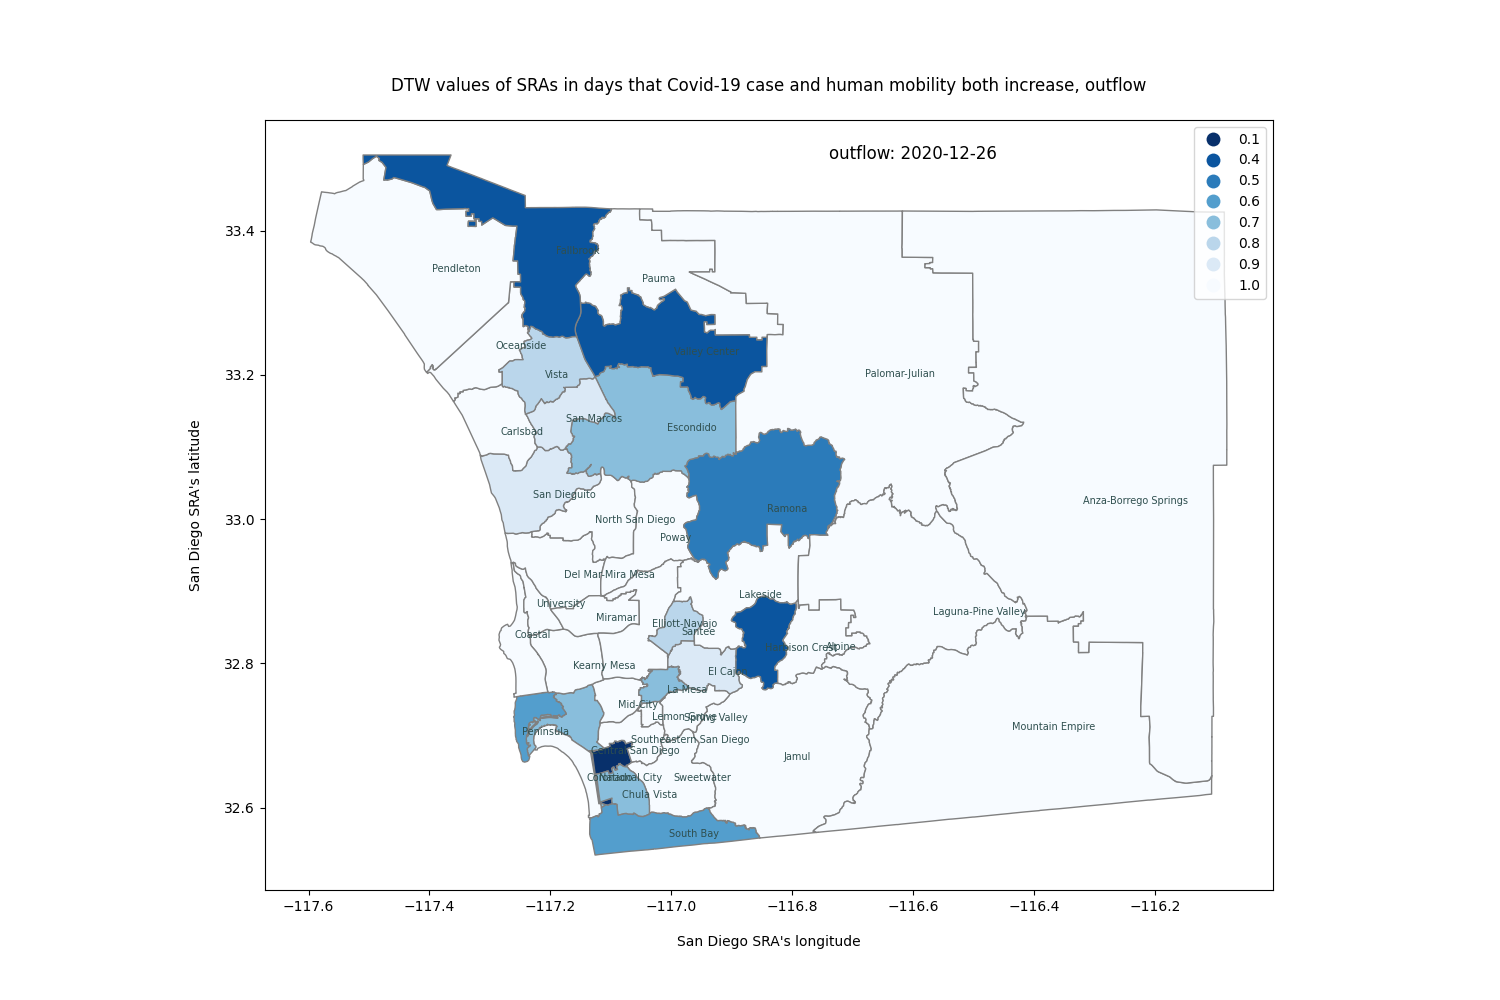 DTW values of SRAs in days that Covid-19 case and human mobility both increase, outflow
outflow: 2020-12-26
0.1
0.4
0.5
0.6
0.7
0.8
0.9
1.0
33.4
33.2
33.0
32.8
32.6
San Diego SRA's latitude
Pendleton
Pauma
Oceanside
Vista
Palomar-Julian
San Marcos
Escondido
Carlsbad
San Dieguito
Anza-Borrego Springs
Ramona
North San Diego
Poway
Del Mar-Mira Mesa
Lakeside
University
Miramar
Laguna-Pine Valley
Elliott-Navajo
Santee
Coastal
Harbison Crest
Alpine
Kearny Mesa
El Cajon
La Mesa
Mid-City
Lemon Grove
Spring Valley
Mountain Empire
Peninsula
Southeastern San Diego
Central San Diego
Jamul
Coronado
National City
Sweetwater
Chula Vista
South Bay
−117.6
−117.4
−117.2
−117.0
−116.8
−116.6
−116.4
−116.2
San Diego SRA's longitude